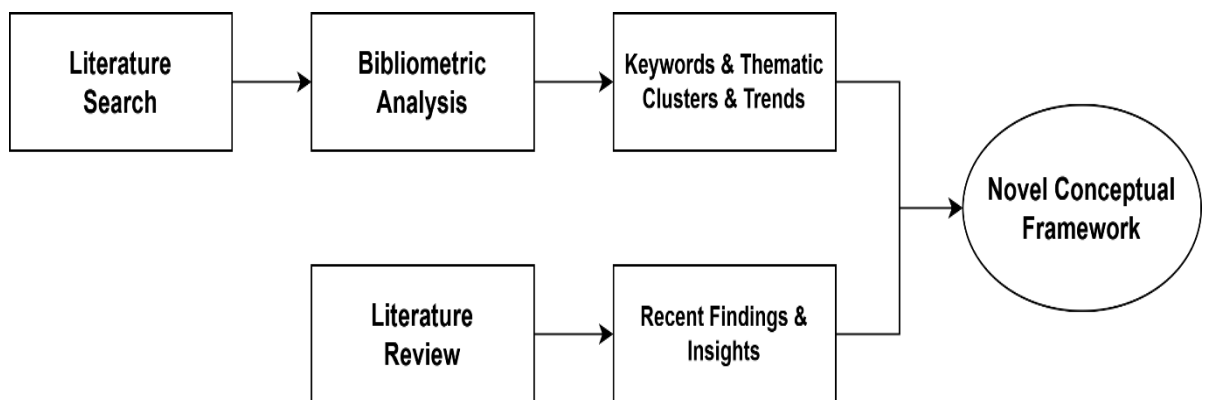 Literature
Search
Bibliometric
Analysis
Keywords & Thematic
Clusters & Trends
Novel Conceptual
Framework
Literature
Review
Recent Findings &
Insights